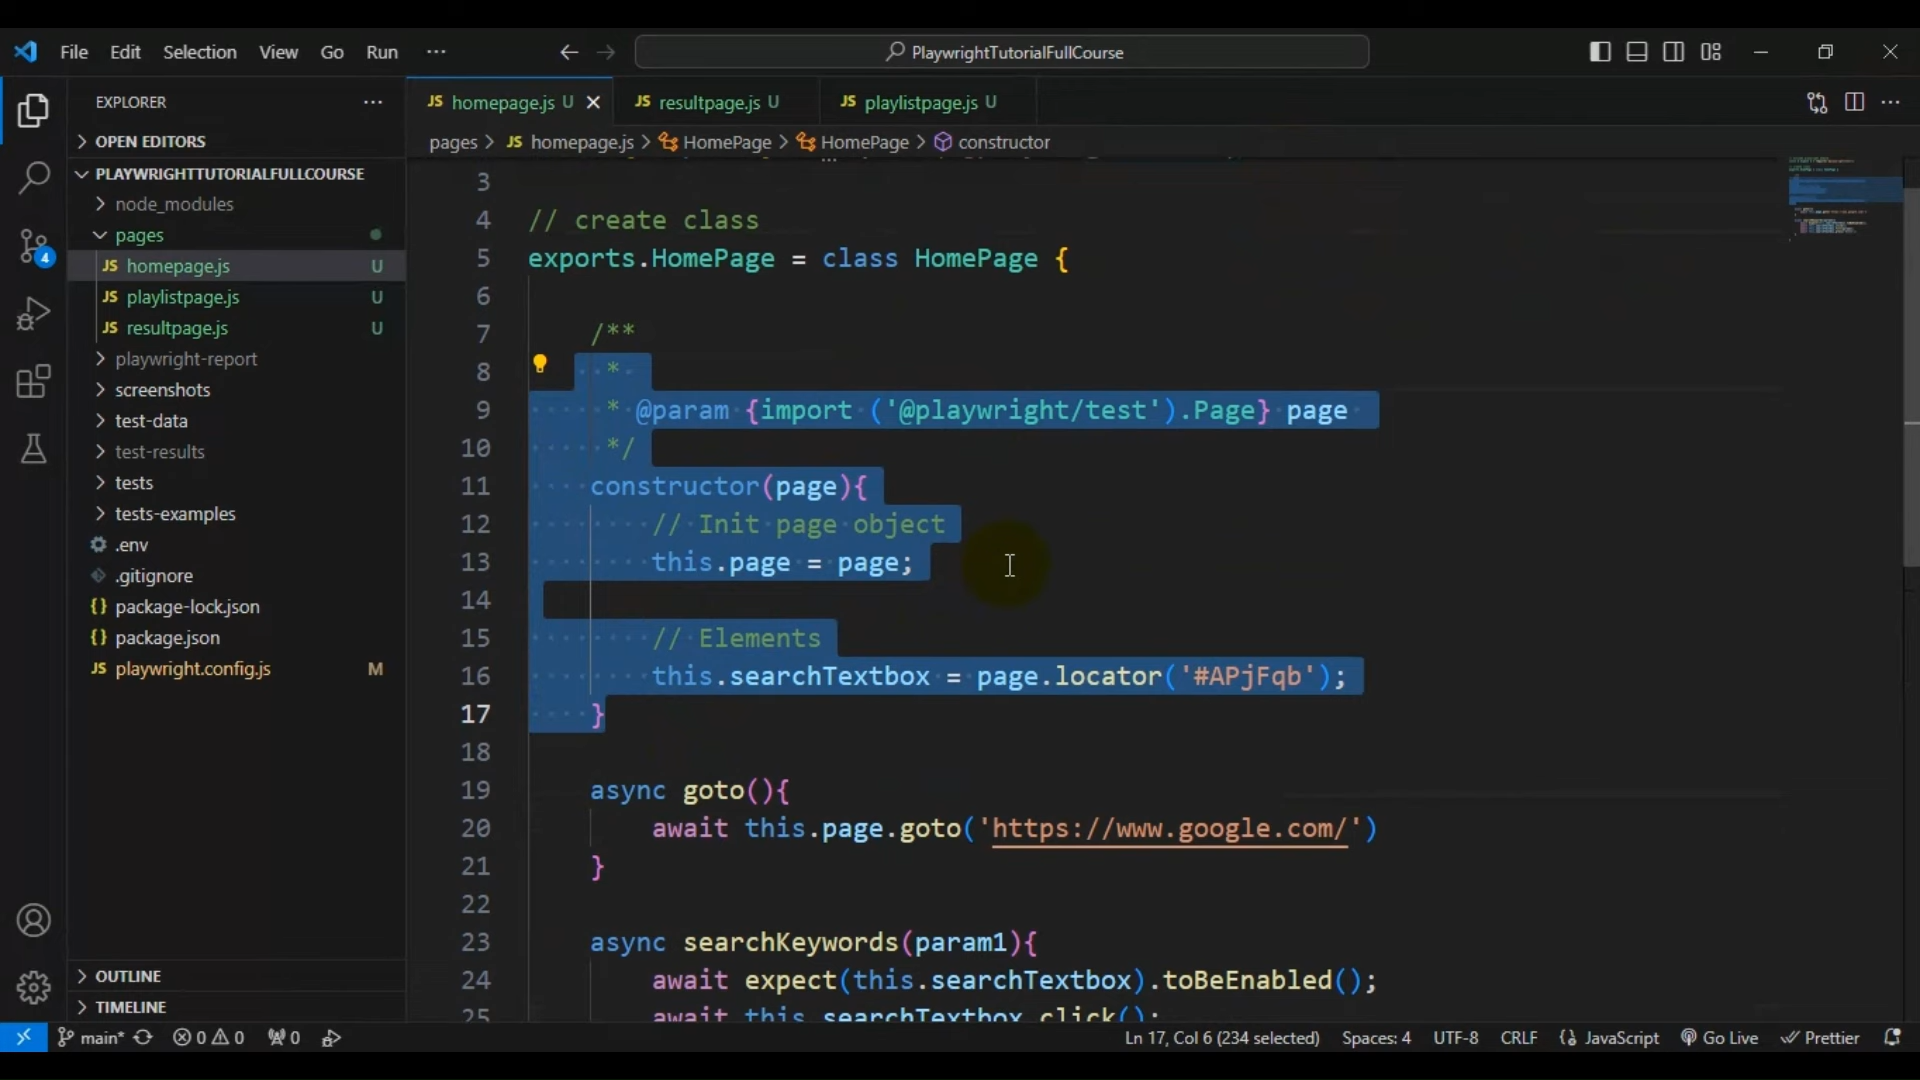 File Edit Selection View Go Run ···
PlaywrightTutorialFullCourse
EXPLORER ···
OPEN EDITORS
PLAYWRIGHTTUTORIALFULLCOURSE
node_modules
pages
JS homepage.js U
JS playlistpage.js U
JS resultpage.js U
playwright-report
screenshots
test-data
test-results
tests
tests-examples
.env
.gitignore
{} package-lock.json
{} package.json
JS playwright.config.js M
OUTLINE
TIMELINE
4
JS homepage.js U
JS resultpage.js U
JS playlistpage.js U
pages > JS homepage.js > HomePage > HomePage > constructor
3
4 // create class
5 exports.HomePage = class HomePage {
6
7 /**
8 *
9 * @param {import ('@playwright/test').Page} page
10 */
11 constructor(page){
12 // Init page object
13 this.page = page;
14
15 // Elements
16 this.searchTextbox = page.locator('#APjFqb');
17 }
18
19 async goto(){
20 await this.page.goto('https://www.google.com/')
21 }
22
23 async searchKeywords(param1){
24 await expect(this.searchTextbox).toBeEnabled();
25 await this.searchTextbox.click();
main* 0 0 0 Ln 17, Col 6 (234 selected) Spaces: 4 UTF-8 CRLF JavaScript Go Live Prettier